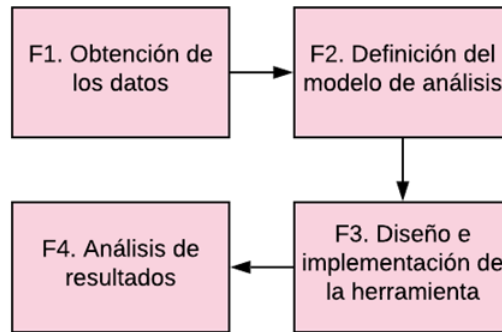 F1. Obtención de
los datos
F2. Definición del
modelo de análisis
F3. Diseño e
implementación de
la herramienta
F4. Análisis de
resultados